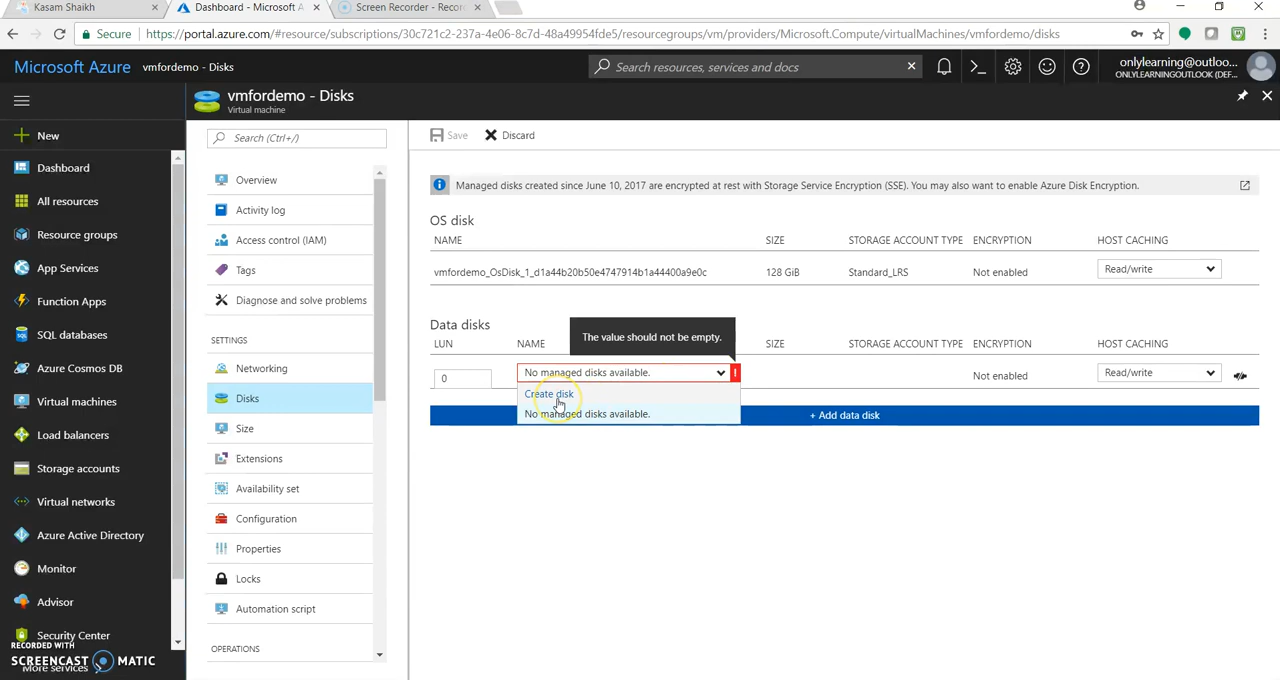 Kasam Shaikh
Dashboard - Microsoft A
Screen Recorder - Recor
Secure
https://portal.azure.com/#resource/subscriptions/30c721c2-237a-4e06-8c7d-48a49954fde5/resourcegroups/vm/providers/Microsoft.Compute/virtualMachines/vmfordemo/disks
Microsoft Azure
vmfordemo - Disks
Search resources, services and docs
onlylearning@outloo...
ONLYLEARNINGOUTLOOK (DEF...
New
Dashboard
All resources
Resource groups
App Services
Function Apps
SQL databases
Azure Cosmos DB
Virtual machines
Load balancers
Storage accounts
Virtual networks
Azure Active Directory
Monitor
Advisor
Security Center
More services
RECORDED WITH
SCREENCAST MATIC
vmfordemo - Disks
Virtual machine
Search (Ctrl+/)
Overview
Activity log
Access control (IAM)
Tags
Diagnose and solve problems
SETTINGS
Networking
Disks
Size
Extensions
Availability set
Configuration
Properties
Locks
Automation script
OPERATIONS
Save
Discard
Managed disks created since June 10, 2017 are encrypted at rest with Storage Service Encryption (SSE). You may also want to enable Azure Disk Encryption.
OS disk
NAME SIZE STORAGE ACCOUNT TYPE ENCRYPTION HOST CACHING
vmfordemo_OsDisk_1_d1a44b20b50e4747914b1a44400a9e0c 128 GiB Standard_LRS Not enabled Read/write
Data disks
The value should not be empty.
LUN NAME SIZE STORAGE ACCOUNT TYPE ENCRYPTION HOST CACHING
0 No managed disks available. ! Not enabled Read/write
Create disk
No managed disks available.
+ Add data disk